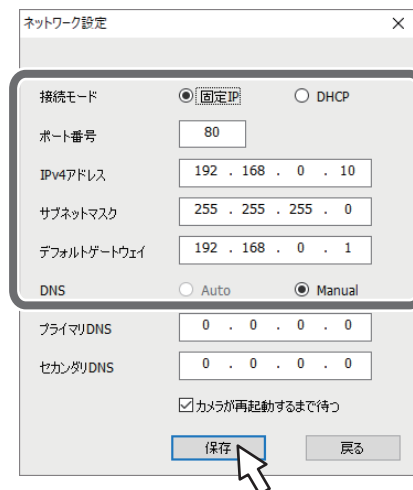 ネットワーク設定
接続モード 固定IP DHCP
ポート番号 80
IPv4アドレス 192 . 168 . 0 . 10
サブネットマスク 255 . 255 . 255 . 0
デフォルトゲートウェイ 192 . 168 . 0 . 1
DNS Auto Manual
プライマリDNS 0 . 0 . 0 . 0
セカンダリDNS 0 . 0 . 0 . 0
カメラが再起動するまで待つ
保存 戻る